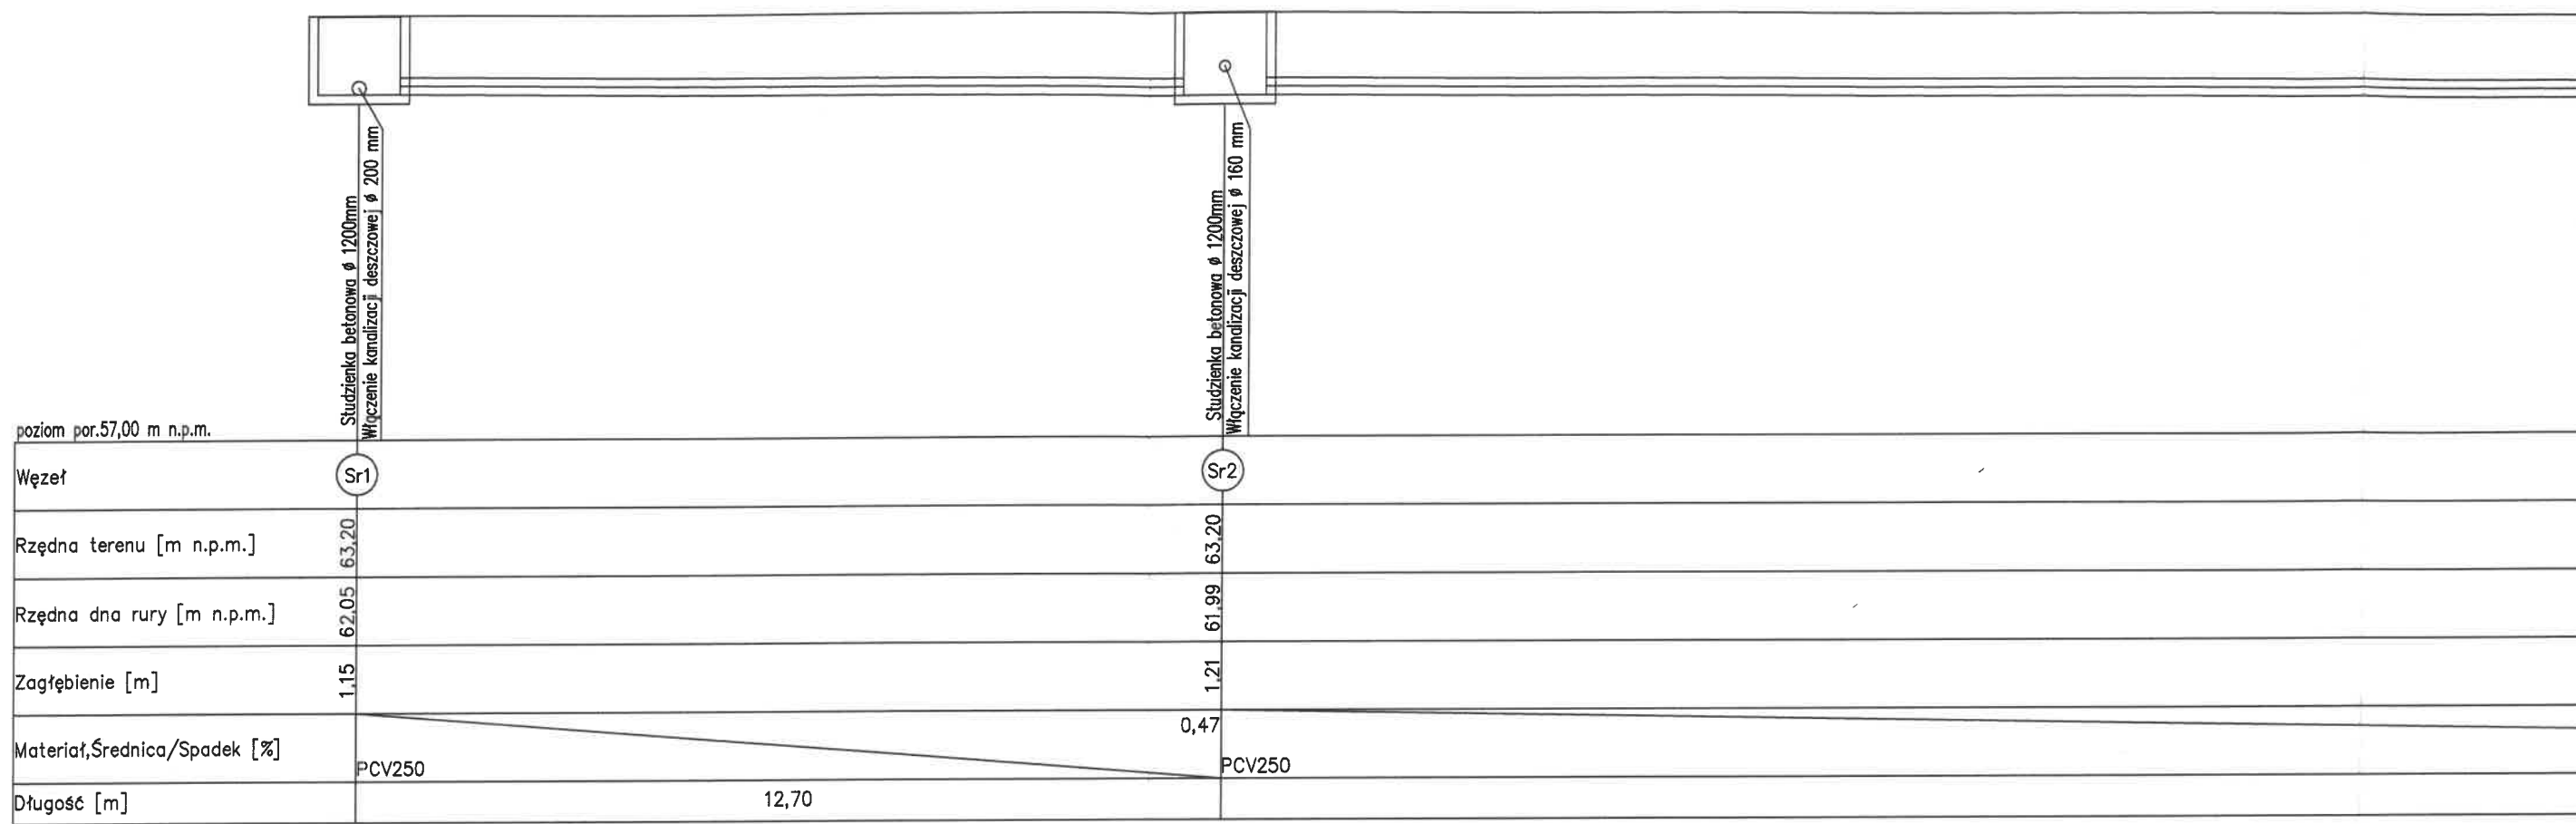 Studzienka betonowa ø 1200mm
Włączenie kanalizacji deszczowej ø 200 mm
Studzienka betonowa ø 1200mm
Włączenie kanalizacji deszczowej ø 160 mm
poziom por.57,00 m n.p.m.
Węzeł Sr1 Sr2
Rzędna terenu [m n.p.m.] 63,20 63,20
Rzędna dna rury [m n.p.m.] 62,05 61,99
Zagłębienie [m] 1,15 1,21
0,47
Materiał,Średnica/Spadek [%]
PCV250 PCV250
Długość [m] 12,70